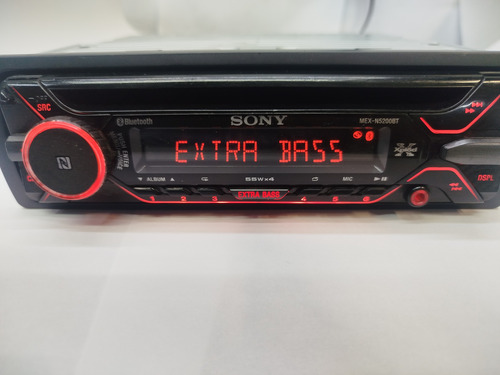 SRC
Bluetooth
SONY
MEX-N5200BT
EXTRA BASS
ALBUM
55W×4
MIC
DSPL
1 2 3 EXTRA BASS 4 5 6